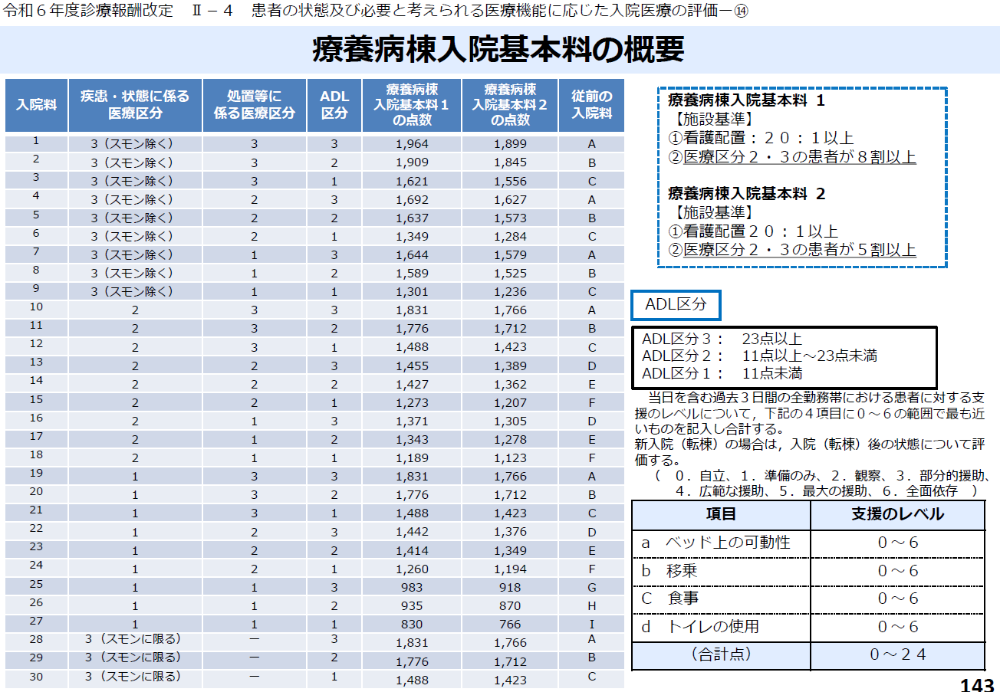 令和６年度診療報酬改定　Ⅱ－４　患者の状態及び必要と考えられる医療機能に応じた入院医療の評価－⑭
療養病棟入院基本料の概要
入院料 疾患・状態に係る医療区分 処置等に係る医療区分 ADL区分 療養病棟入院基本料１の点数 療養病棟入院基本料２の点数 従前の入院料
1 3（スモン除く） 3 3 1,964 1,899 A
2 3（スモン除く） 3 2 1,909 1,845 B
3 3（スモン除く） 3 1 1,621 1,556 C
4 3（スモン除く） 2 3 1,692 1,627 A
5 3（スモン除く） 2 2 1,637 1,573 B
6 3（スモン除く） 2 1 1,349 1,284 C
7 3（スモン除く） 1 3 1,644 1,579 A
8 3（スモン除く） 1 2 1,589 1,525 B
9 3（スモン除く） 1 1 1,301 1,236 C
10 2 3 3 1,831 1,766 A
11 2 3 2 1,776 1,712 B
12 2 3 1 1,488 1,423 C
13 2 2 3 1,455 1,389 D
14 2 2 2 1,427 1,362 E
15 2 2 1 1,273 1,207 F
16 2 1 3 1,371 1,305 D
17 2 1 2 1,343 1,278 E
18 2 1 1 1,189 1,123 F
19 1 3 3 1,831 1,766 A
20 1 3 2 1,776 1,712 B
21 1 3 1 1,488 1,423 C
22 1 2 3 1,442 1,376 D
23 1 2 2 1,414 1,349 E
24 1 2 1 1,260 1,194 F
25 1 1 3 983 918 G
26 1 1 2 935 870 H
27 1 1 1 830 766 I
28 3（スモンに限る） － 3 1,831 1,766 A
29 3（スモンに限る） － 2 1,776 1,712 B
30 3（スモンに限る） － 1 1,488 1,423 C
療養病棟入院基本料 1
【施設基準】
①看護配置：２０：１以上
②医療区分２・３の患者が８割以上
療養病棟入院基本料 2
【施設基準】
①看護配置２０：１以上
②医療区分２・３の患者が５割以上
ADL区分
ADL区分３：　23点以上
ADL区分２：　11点以上～23点未満
ADL区分１：　11点未満
当日を含む過去３日間の全勤務帯における患者に対する支
援のレベルについて，下記の４項目に０～６の範囲で最も近
いものを記入し合計する。
新入院（転棟）の場合は，入院（転棟）後の状態について評
価する。
（　０．自立、１．準備のみ、２．観察、３．部分的援助、
４．広範な援助、５．最大の援助、６．全面依存　）
項目 支援のレベル
a　ベッド上の可動性 ０～６
b　移乗 ０～６
C　食事 ０～６
d　トイレの使用 ０～６
（合計点） ０～２４
143